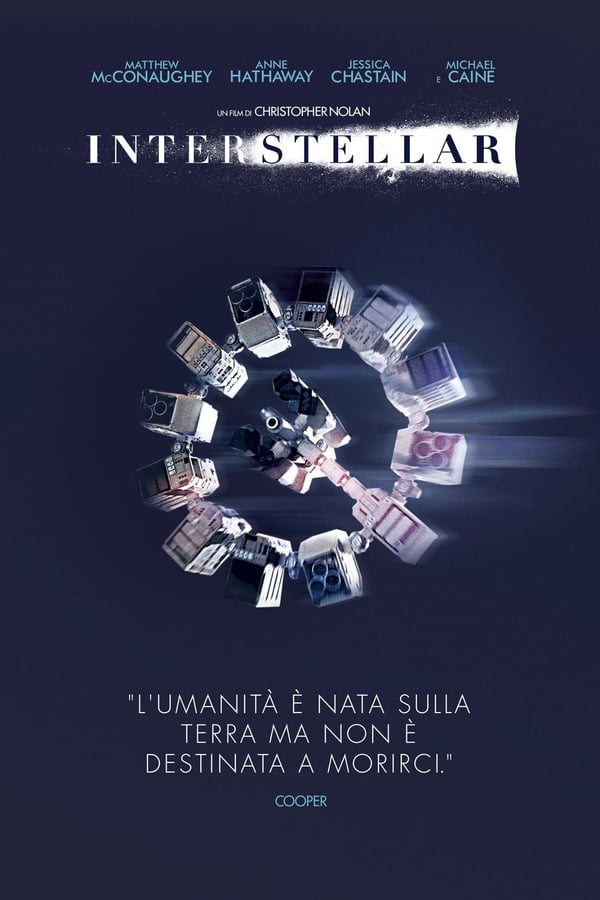 MATTHEW ANNE JESSICA MICHAEL
McCONAUGHEY HATHAWAY CHASTAIN E CAINE
UN FILM DI CHRISTOPHER NOLAN
INTERSTELLAR
"L'UMANITÀ È NATA SULLA
TERRA MA NON È
DESTINATA A MORIRCI."
COOPER